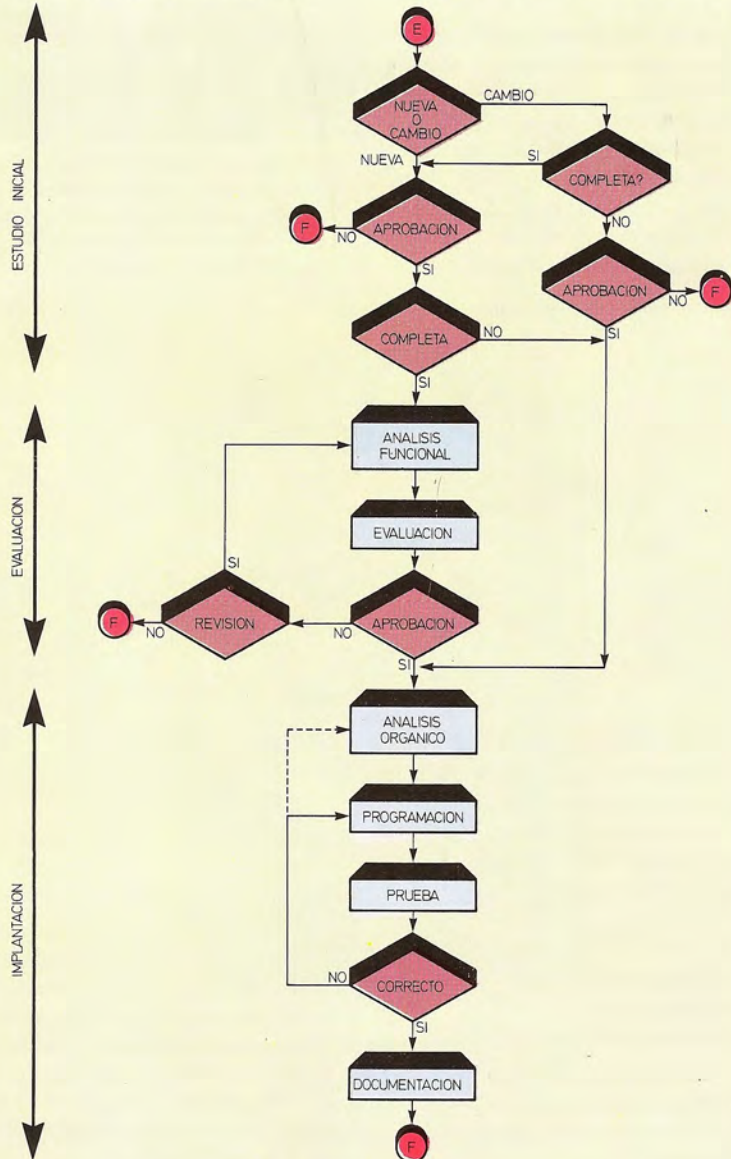 E
NUEVA
O
CAMBIO
CAMBIO
NUEVA
SI
COMPLETA?
NO
F
NO
APROBACION
SI
APROBACION
NO
F
SI
COMPLETA
NO
SI
ESTUDIO INICIAL
ANALISIS
FUNCIONAL
EVALUACION
SI
F
NO
REVISION
NO
APROBACION
SI
EVALUACION
ANALISIS
ORGANICO
PROGRAMACION
PRUEBA
NO
CORRECTO
SI
DOCUMENTACION
F
IMPLANTACION